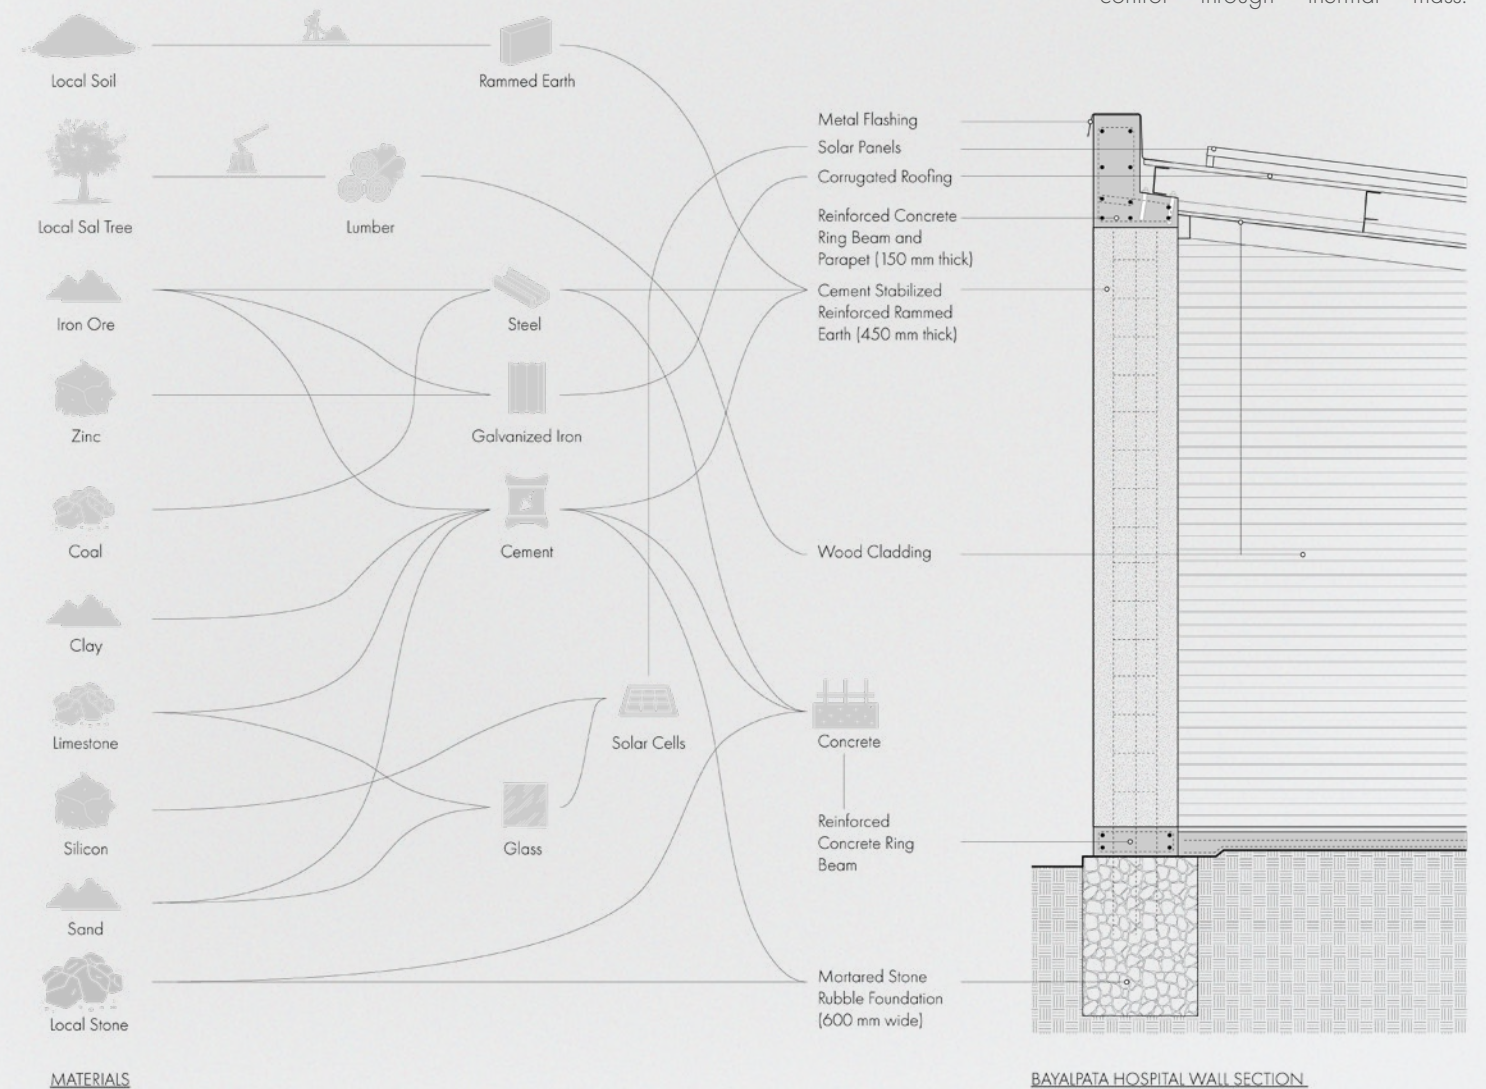 control through thermal mass.
Local Soil
Rammed Earth
Local Sal Tree
Lumber
Iron Ore
Steel
Zinc
Galvanized Iron
Coal
Cement
Clay
Limestone
Solar Cells
Silicon
Glass
Sand
Local Stone
Metal Flashing
Solar Panels
Corrugated Roofing
Reinforced Concrete
Ring Beam and
Parapet (150 mm thick)
Cement Stabilized
Reinforced Rammed
Earth (450 mm thick)
Wood Cladding
Concrete
Reinforced
Concrete Ring
Beam
Mortared Stone
Rubble Foundation
(600 mm wide)
MATERIALS
BAYALPATA HOSPITAL WALL SECTION